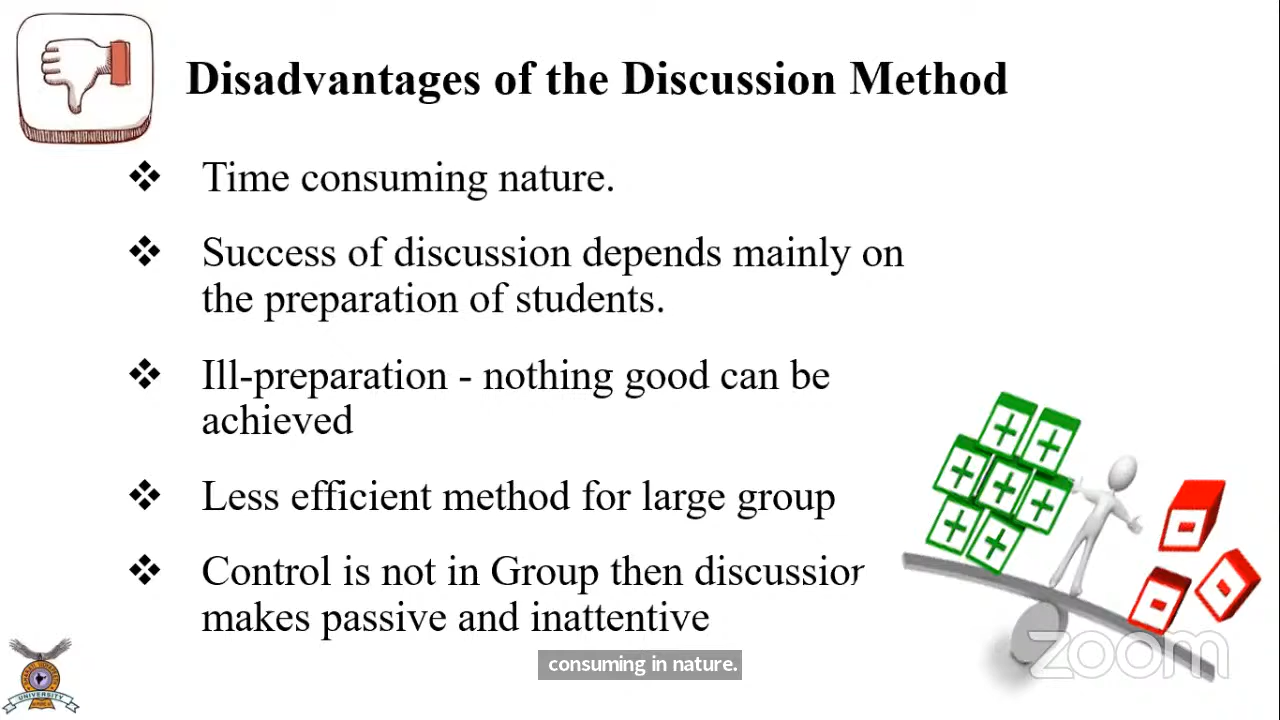 Disadvantages of the Discussion Method
❖ Time consuming nature.
❖ Success of discussion depends mainly on
the preparation of students.
❖ Ill-preparation - nothing good can be
achieved
❖ Less efficient method for large group
❖ Control is not in Group then discussion
makes passive and inattentive
consuming in nature.
zoom
UNIVERSITY